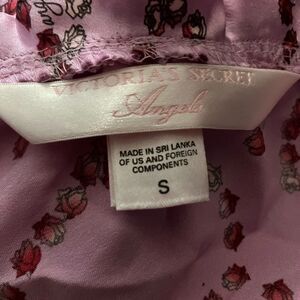 VICTORIA'S SECRET
Angels
MADE IN SRI LANKA
OF US AND FOREIGN
COMPONENTS
S